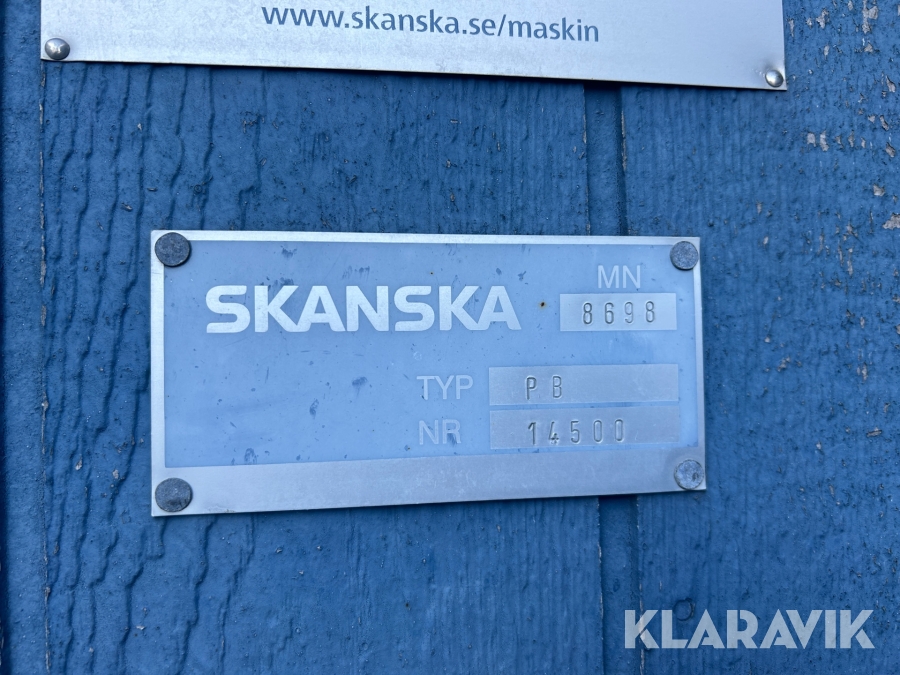 www.skanska.se/maskin
SKANSKA
MN
8698
TYP PB
NR 14500
KLARAVIK